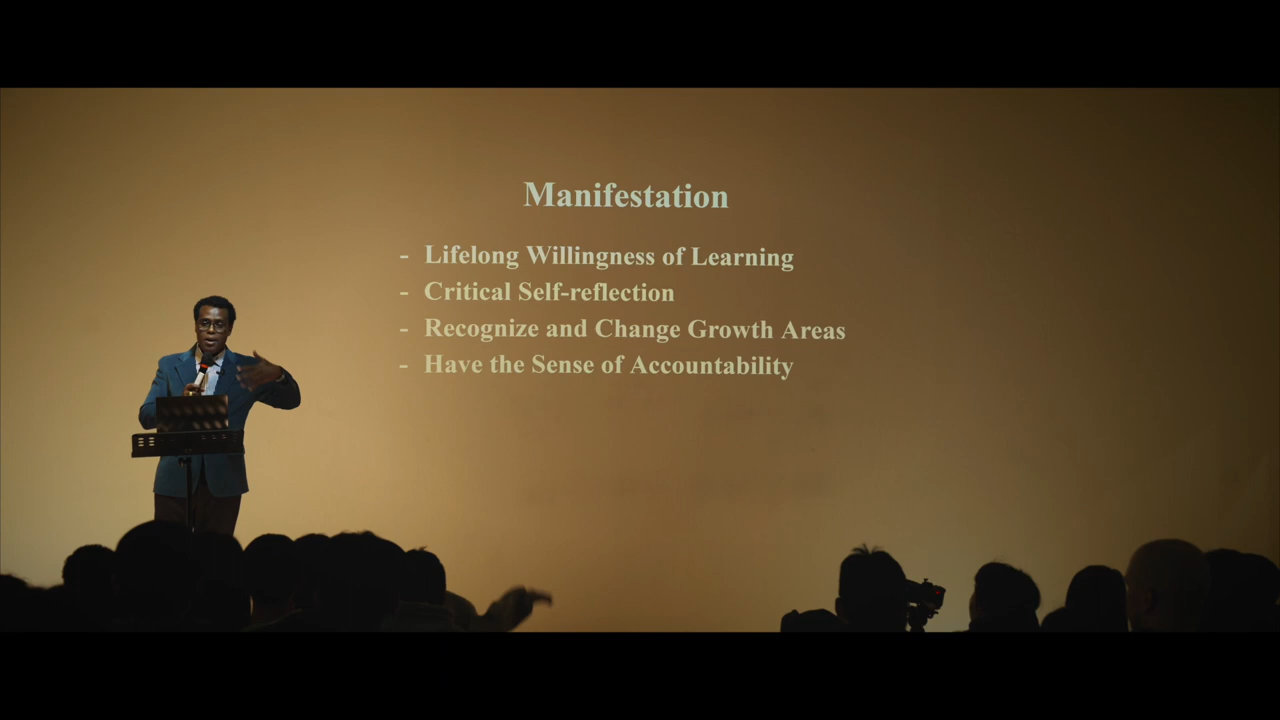 Manifestation
- Lifelong Willingness of Learning
- Critical Self-reflection
- Recognize and Change Growth Areas
- Have the Sense of Accountability